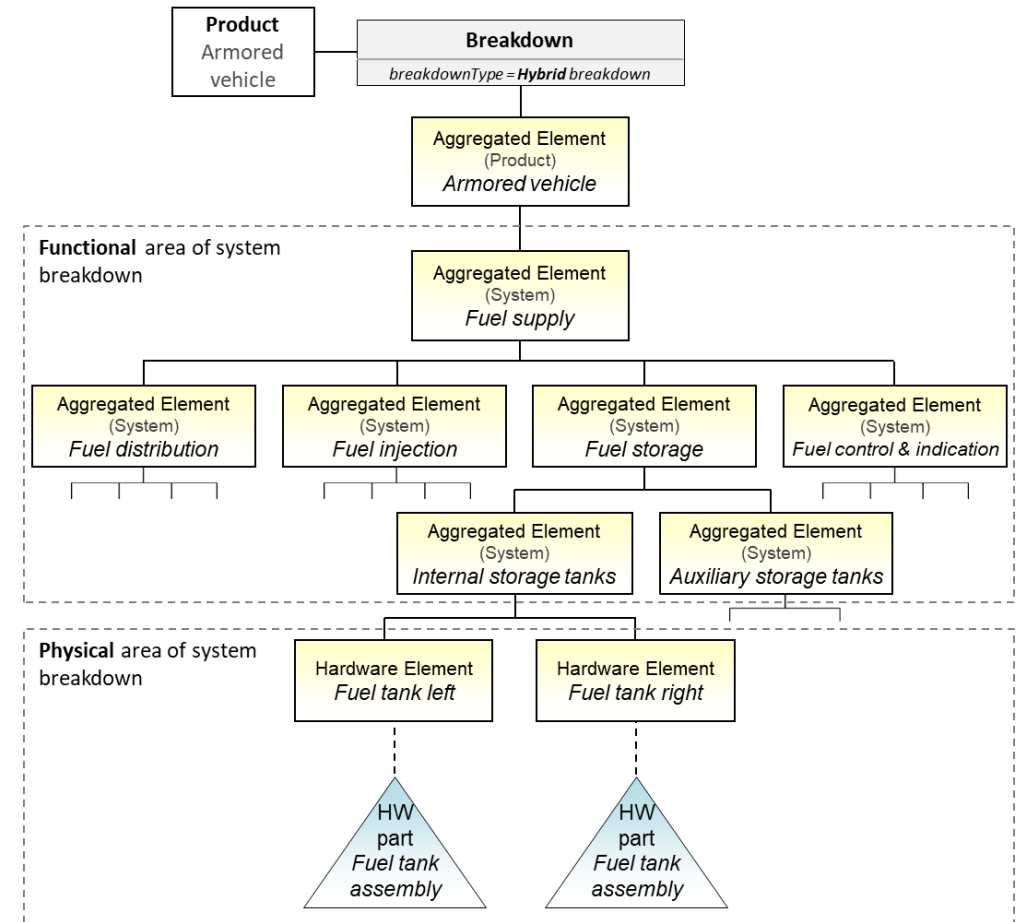 Product
Armored
vehicle
Breakdown
breakdownType = Hybrid breakdown
Aggregated Element
(Product)
Armored vehicle
Functional area of system
breakdown
Aggregated Element
(System)
Fuel supply
Aggregated Element
(System)
Fuel distribution
Aggregated Element
(System)
Fuel injection
Aggregated Element
(System)
Fuel storage
Aggregated Element
(System)
Fuel control & indication
Aggregated Element
(System)
Internal storage tanks
Aggregated Element
(System)
Auxiliary storage tanks
Physical area of system
breakdown
Hardware Element
Fuel tank left
Hardware Element
Fuel tank right
HW
part
Fuel tank
assembly
HW
part
Fuel tank
assembly